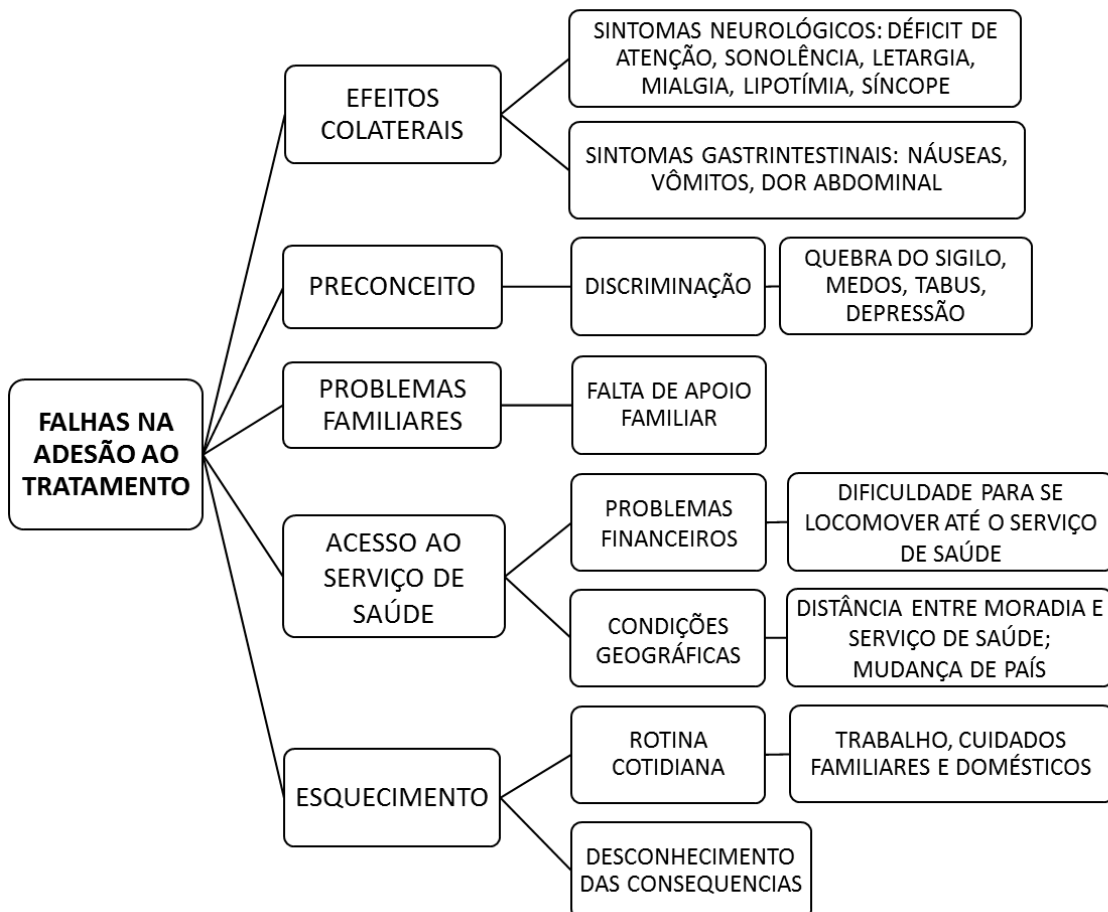 FALHAS NA
ADESÃO AO
TRATAMENTO
EFEITOS
COLATERAIS
SINTOMAS NEUROLÓGICOS: DÉFICIT DE
ATENÇÃO, SONOLÊNCIA, LETARGIA,
MIALGIA, LIPOTÍMIA, SÍNCOPE
SINTOMAS GASTRINTESTINAIS: NÁUSEAS,
VÔMITOS, DOR ABDOMINAL
PRECONCEITO
DISCRIMINAÇÃO
QUEBRA DO SIGILO,
MEDOS, TABUS,
DEPRESSÃO
PROBLEMAS
FAMILIARES
FALTA DE APOIO
FAMILIAR
ACESSO AO
SERVIÇO DE
SAÚDE
PROBLEMAS
FINANCEIROS
DIFICULDADE PARA SE
LOCOMOVER ATÉ O SERVIÇO
DE SAÚDE
CONDIÇÕES
GEOGRÁFICAS
DISTÂNCIA ENTRE MORADIA E
SERVIÇO DE SAÚDE;
MUDANÇA DE PAÍS
ESQUECIMENTO
ROTINA
COTIDIANA
TRABALHO, CUIDADOS
FAMILIARES E DOMÉSTICOS
DESCONHECIMENTO
DAS CONSEQUENCIAS